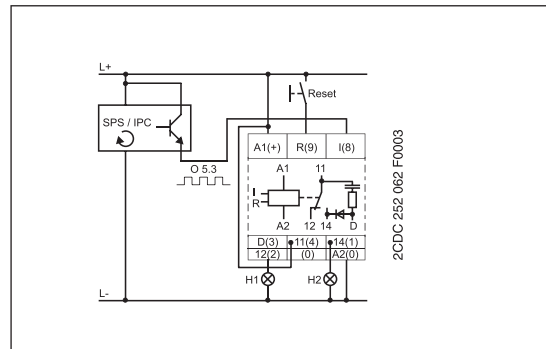 L+
Reset
SPS / IPC
A1(+) R(9) I(8)
O 5.3
A1 11
I
R
A2 12 14 D
D(3) 11(4) 14(1)
12(2) (0) A2(0)
H1 H2
L-
2CDC 252 062 F0003